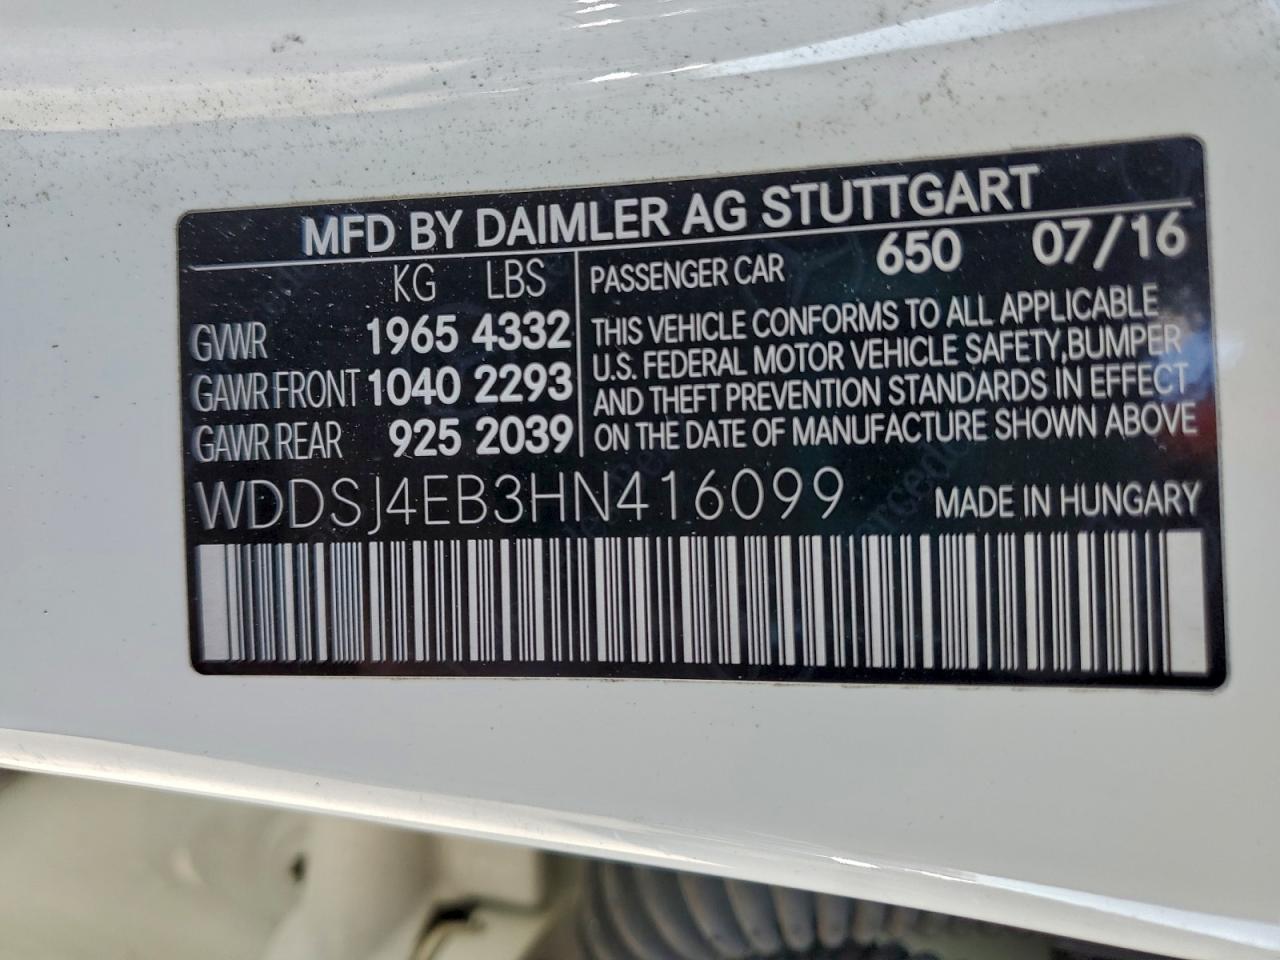 MFD BY DAIMLER AG STUTTGART
KG LBS
GVWR 1965 4332
GAWR FRONT 1040 2293
GAWR REAR 925 2039
PASSENGER CAR 650 07/16
THIS VEHICLE CONFORMS TO ALL APPLICABLE
U.S. FEDERAL MOTOR VEHICLE SAFETY,BUMPER
AND THEFT PREVENTION STANDARDS IN EFFECT
ON THE DATE OF MANUFACTURE SHOWN ABOVE
WDDSJ4EB3HN416099 MADE IN HUNGARY